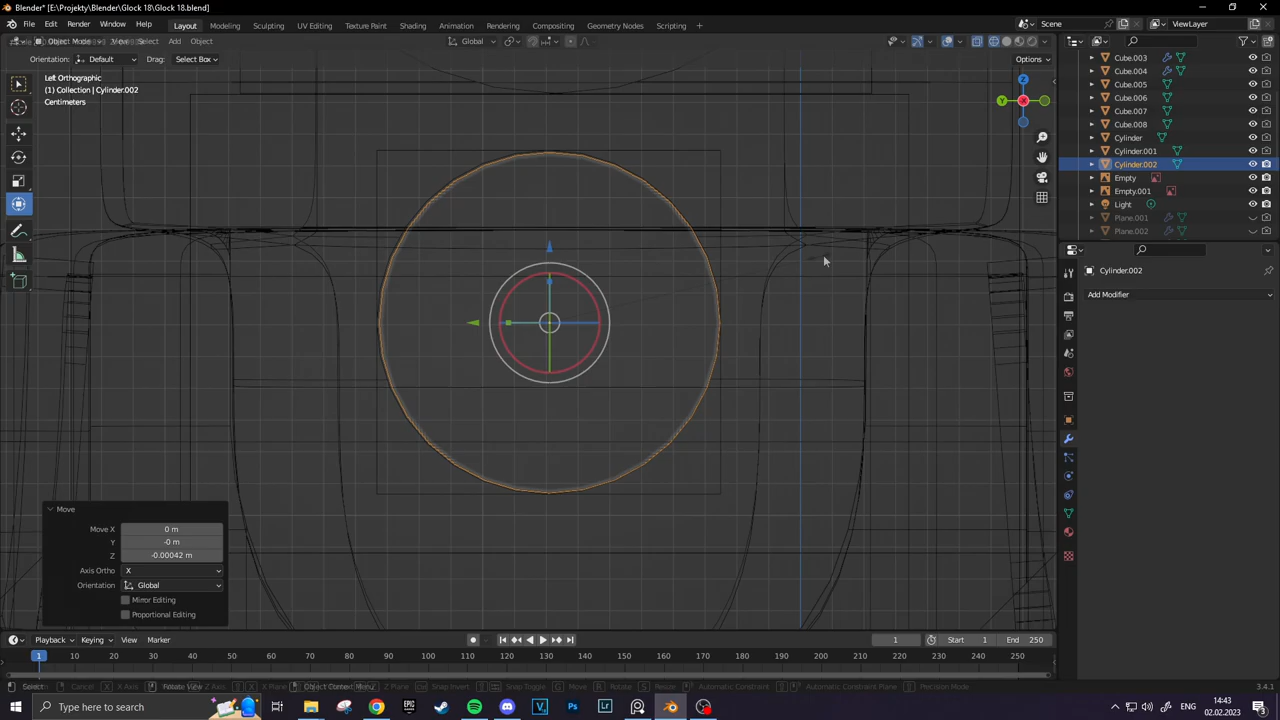 Blender* [E:\Projekty\Blender\Glock 18\Glock 18.blend]
File Edit Render Window Help Layout Modeling Sculpting UV Editing Texture Paint Shading Animation Rendering Compositing Geometry Nodes Scripting Scene ViewLayer
Object Mode View Select Add Object Global
Orientation: Default Drag: Select Box Options
Left Orthographic
(1) Collection | Cylinder.002
Centimeters
Z
Y
X
Cube.003
Cube.004
Cube.005
Cube.006
Cube.007
Cube.008
Cylinder
Cylinder.001
Cylinder.002
Empty
Empty.001
Light
Plane.001
Plane.002
Cylinder.002
Add Modifier
Move
Move X 0 m
Y -0 m
Z -0.00042 m
Axis Ortho X
Orientation Global
Mirror Editing
Proportional Editing
Playback Keying View Marker 1 Start 1 End 250
1 10 20 30 40 50 60 70 80 90 100 110 120 130 140 150 160 170 180 190 200 210 220 230 240 250
3.4.1
Type here to search
14:43
02.02.2023